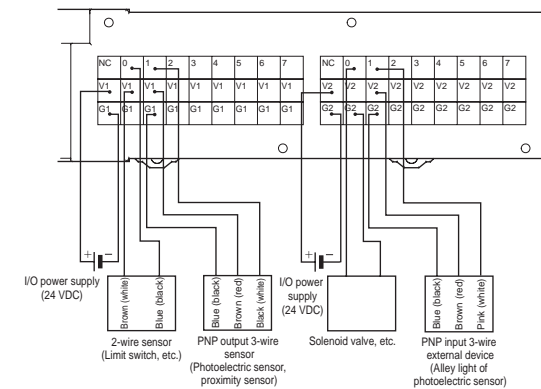 NC 0 1 2 3 4 5 6 7
V1 V1 V1 V1 V1 V1 V1 V1 V1
G1 G1 G1 G1 G1 G1 G1 G1 G1
NC 0 1 2 3 4 5 6 7
V2 V2 V2 V2 V2 V2 V2 V2 V2
G2 G2 G2 G2 G2 G2 G2 G2 G2
+ −
I/O power supply
(24 VDC)
Brown (white)
Blue (black)
2-wire sensor
(Limit switch, etc.)
Blue (black)
Brown (red)
Black (white)
PNP output 3-wire
sensor
(Photoelectric sensor,
proximity sensor)
+ −
I/O power
supply
(24 VDC)
Solenoid valve, etc.
Blue (black)
Brown (red)
Pink (white)
PNP input 3-wire
external device
(Alley light of
photoelectric sensor)